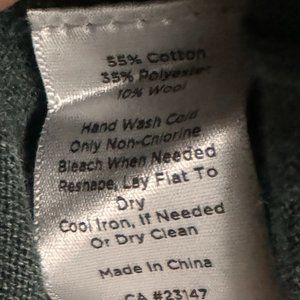 55% Cotton
35% Polyester
10% Wool
Hand Wash Cold
Only Non-Chlorine
Bleach When Needed
Reshape, Lay Flat To
Dry
Cool Iron, If Needed
Or Dry Clean
Made In China
CA #23147